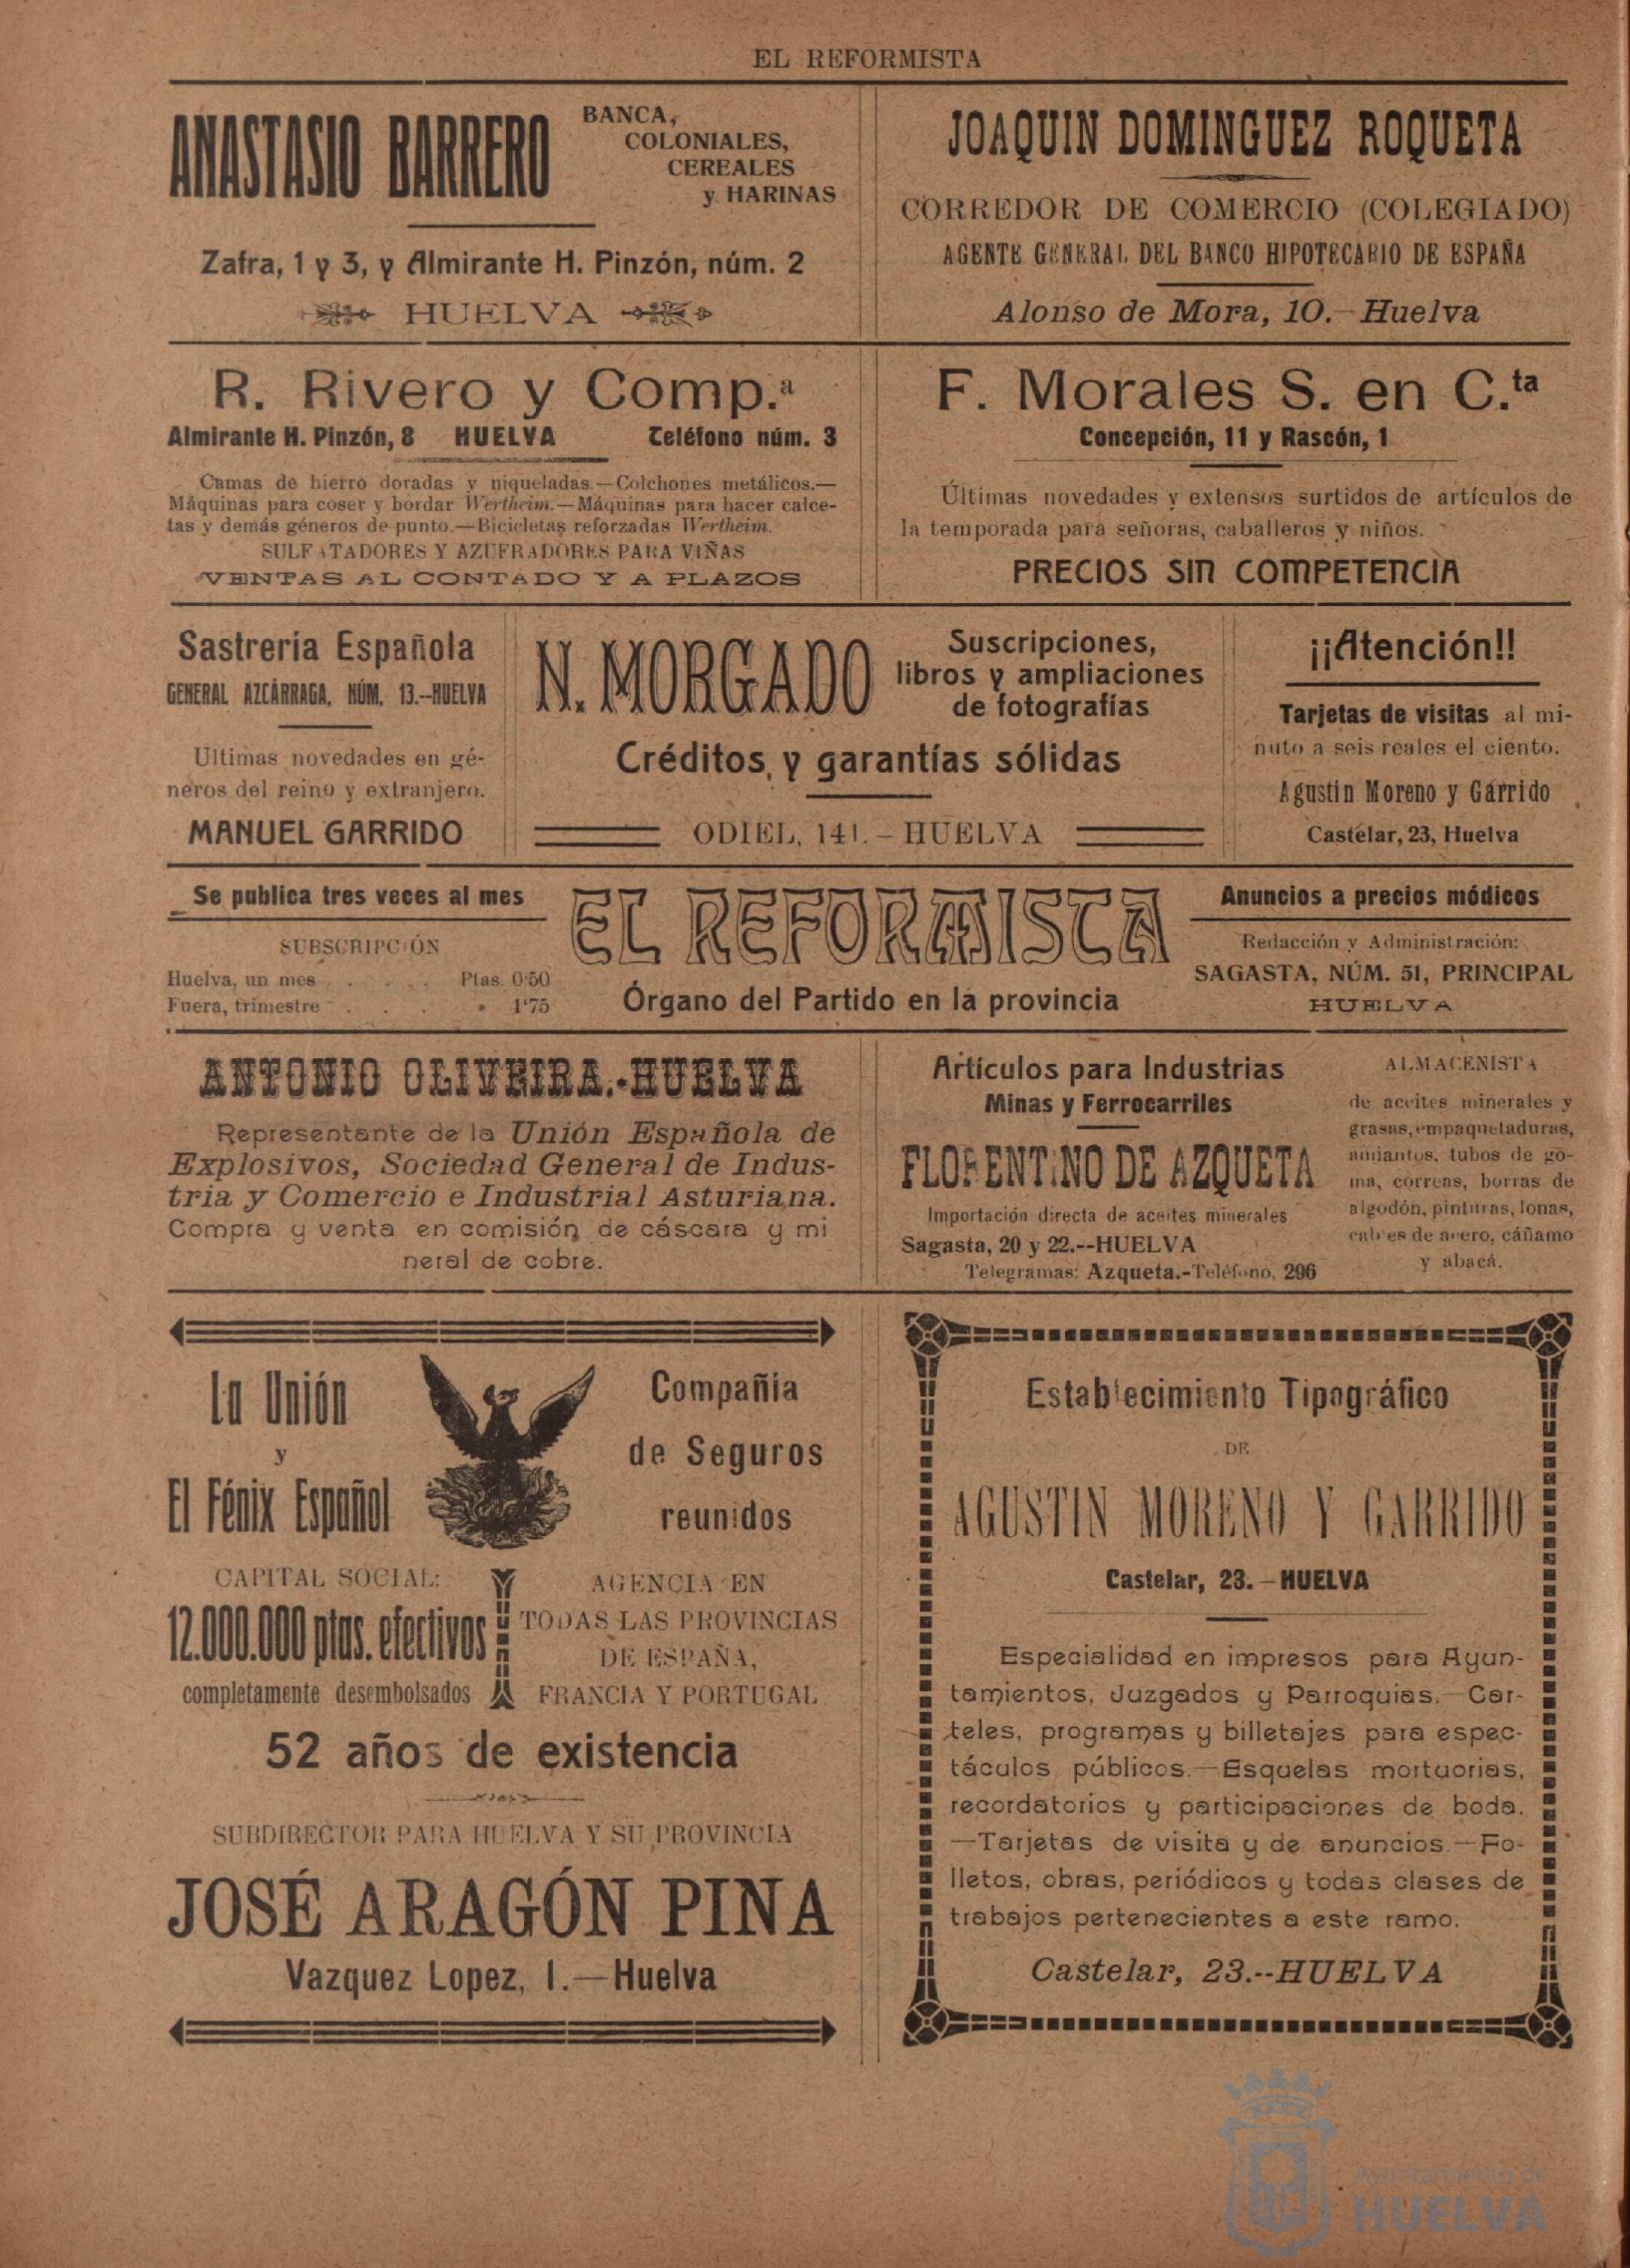 EL REFORMISTA
ANASTASIO BARRERO
BANCA,
COLONIALES,
CEREALES
y HARINAS
Zafra, 1 y 3, y Almirante H. Pinzón, núm. 2
HUELVA
JOAQUIN DOMINGUEZ ROQUETA
CORREDOR DE COMERCIO (COLEGIADO)
AGENTE GENERAL DEL BANCO HIPOTECARIO DE ESPAÑA
Alonso de Mora, 10.—Huelva
R. Rivero y Comp.ª
Almirante H. Pinzón, 8 HUELVA Teléfono núm. 3
Camas de hierro doradas y niqueladas.—Colchones metálicos.—
Máquinas para coser y bordar Wertheim.—Máquinas para hacer calce-
tas y demás géneros de punto.—Bicicletas reforzadas Wertheim.
SULFATADORES Y AZUFRADORES PARA VIÑAS
VENTAS AL CONTADO Y A PLAZOS
F. Morales S. en C.ta
Concepción, 11 y Rascón, 1
Últimas novedades y extensos surtidos de artículos de
la temporada para señoras, caballeros y niños.
PRECIOS SIN COMPETENCIA
Sastrería Española
GENERAL AZCÁRRAGA, NÚM. 13.--HUELVA
Ultimas novedades en gé-
neros del reino y extranjero.
MANUEL GARRIDO
N. MORGADO
Suscripciones,
libros y ampliaciones
de fotografías
Créditos, y garantías sólidas
ODIEL, 141.—HUELVA
¡¡Atención!!
Tarjetas de visitas al mi-
nuto a seis reales el ciento.
Agustin Moreno y Garrido
Castelar, 23, Huelva
Se publica tres veces al mes
SUBSCRIPCIÓN
Huelva, un mes . . . . Ptas. 0'50
Fuera, trimestre . . . » 1'75
EL REFORMISTA
Órgano del Partido en la provincia
Anuncios a precios módicos
Redacción y Administración:
SAGASTA, NÚM. 51, PRINCIPAL
HUELVA
ANTONIO OLIVEIRA.-HUELVA
Representante de la Unión Española de
Explosivos, Sociedad General de Indus-
tria y Comercio e Industrial Asturiana.
Compra y venta en comisión de cáscara y mi
neral de cobre.
Artículos para Industrias
Minas y Ferrocarriles
FLORENTINO DE AZQUETA
Importación directa de aceites minerales
Sagasta, 20 y 22.--HUELVA
Telegramas: Azqueta.-Teléfono, 296
ALMACENISTA
de aceites minerales y
grasas, empaquetaduras,
amiantos, tubos de go-
ma, correas, borras de
algodón, pinturas, lonas,
cables de acero, cáñamo
y abacá.
La Unión
y
El Fénix Español
Compañia
de Seguros
reunidos
CAPITAL SOCIAL:
12.000.000 ptas. efectivos
completamente desembolsados
AGENCIA EN
TODAS LAS PROVINCIAS
DE ESPAÑA,
FRANCIA Y PORTUGAL
52 años de existencia
SUBDIRECTOR PARA HUELVA Y SU PROVINCIA
JOSÉ ARAGÓN PINA
Vazquez Lopez, 1.—Huelva
Establecimiento Tipográfico
DE
AGUSTIN MORENO Y GARRIDO
Castelar, 23.—HUELVA
Especialidad en impresos para Ayun-
tamientos, Juzgados y Parroquias.—Car-
teles, programas y billetajes para espec-
táculos públicos.—Esquelas mortuorias,
recordatorios y participaciones de boda.
—Tarjetas de visita y de anuncios.—Fo-
lletos, obras, periódicos y todas clases de
trabajos pertenecientes a este ramo.
Castelar, 23.--HUELVA
Ayuntamiento de
HUELVA